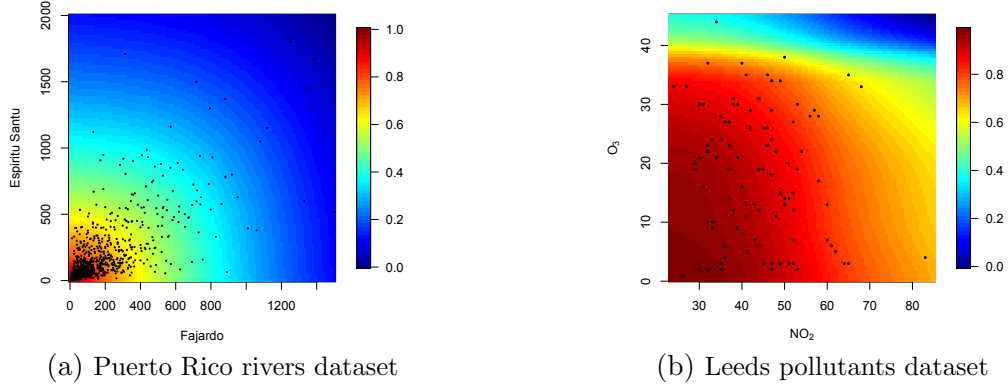 2000
1500
1000
500
0
Espiritu Santu
0 200 400 600 800 1200
Fajardo
1.0
0.8
0.6
0.4
0.2
0.0
(a) Puerto Rico rivers dataset
40
30
20
10
0
O3
30 40 50 60 70 80
NO2
0.8
0.6
0.4
0.2
0.0
(b) Leeds pollutants dataset